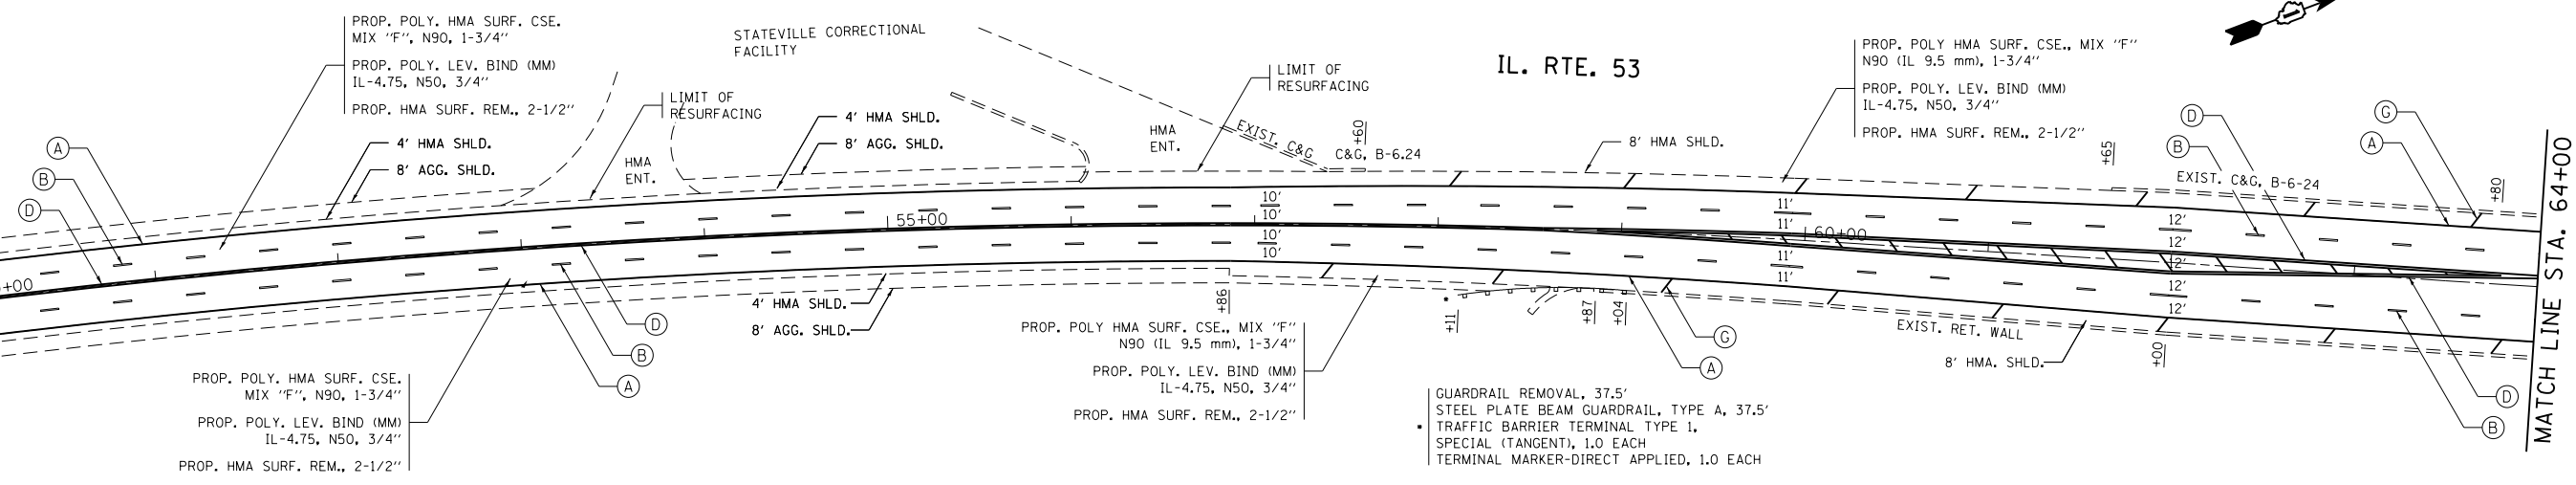 PROP. POLY. HMA SURF. CSE.
MIX "F", N90, 1-3/4"
PROP. POLY. LEV. BIND (MM)
IL-4.75, N50, 3/4"
PROP. HMA SURF. REM., 2-1/2"
4' HMA SHLD.
8' AGG. SHLD.
A
B
D
STATEVILLE CORRECTIONAL
FACILITY
LIMIT OF
RESURFACING
HMA
ENT.
4' HMA SHLD.
8' AGG. SHLD.
HMA
ENT.
LIMIT OF
RESURFACING
EXIST. C&G
+60
C&G, B-6.24
IL. RTE. 53
8' HMA SHLD.
PROP. POLY HMA SURF. CSE., MIX "F"
N90 (IL 9.5 mm), 1-3/4"
PROP. POLY. LEV. BIND (MM)
IL-4.75, N50, 3/4"
PROP. HMA SURF. REM., 2-1/2"
+65
D
B
EXIST. C&G, B-6-24
G
A
+80
MATCH LINE STA. 64+00
+00
55+00
60+00
10'
10'
10'
10'
11'
11'
11'
11'
12'
12'
12'
12'
12'
D
B
A
4' HMA SHLD.
8' AGG. SHLD.
+86
+11
+87
+04
G
A
EXIST. RET. WALL
8' HMA. SHLD.
+00
D
B
PROP. POLY. HMA SURF. CSE.
MIX "F", N90, 1-3/4"
PROP. POLY. LEV. BIND (MM)
IL-4.75, N50, 3/4"
PROP. HMA SURF. REM., 2-1/2"
PROP. POLY HMA SURF. CSE., MIX "F"
N90 (IL 9.5 mm), 1-3/4"
PROP. POLY. LEV. BIND (MM)
IL-4.75, N50, 3/4"
PROP. HMA SURF. REM., 2-1/2"
GUARDRAIL REMOVAL, 37.5'
STEEL PLATE BEAM GUARDRAIL, TYPE A, 37.5'
* TRAFFIC BARRIER TERMINAL TYPE 1,
SPECIAL (TANGENT), 1.0 EACH
TERMINAL MARKER-DIRECT APPLIED, 1.0 EACH